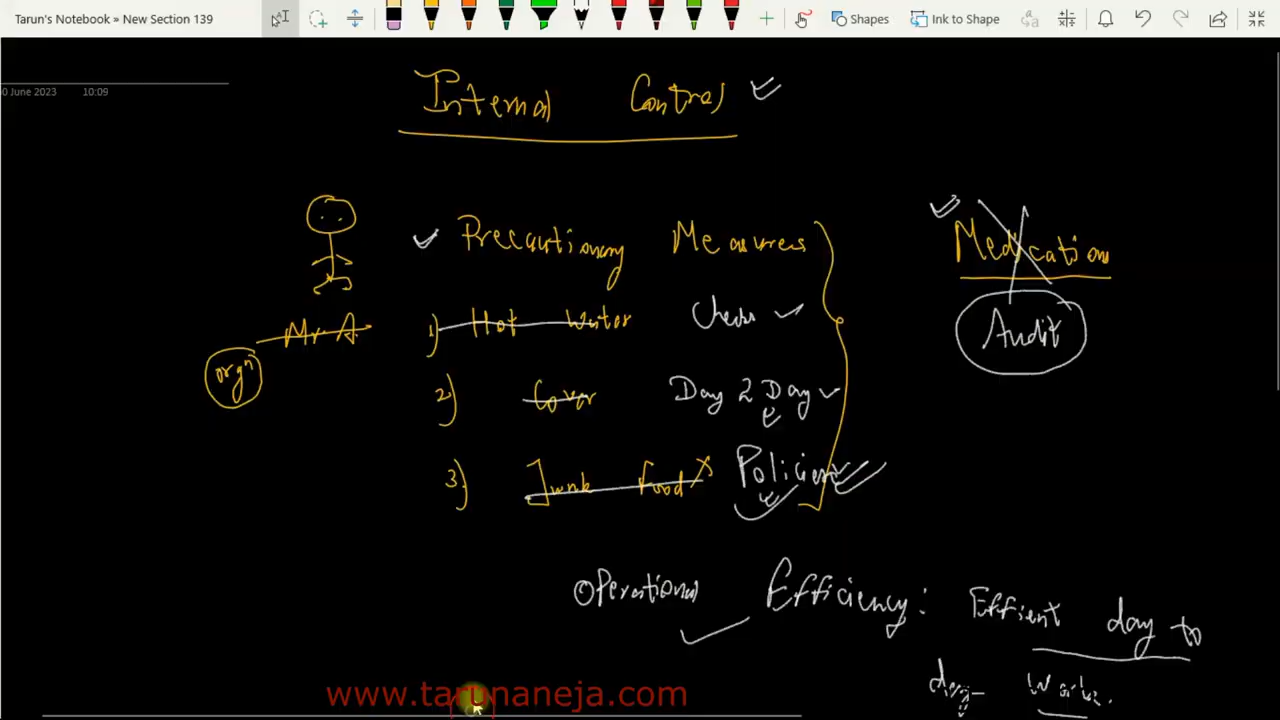 Tarun's Notebook » New Section 139
Shapes
Ink to Shape
0 June 2023 10:09
Internal Control
Precautionary Measures
Medication
1) Hot Water Checks
Mr. A
Audit
orgn
2) Cover Day 2 Day
3) Junk Food Policies
Operational Efficiency: Effient day to
day work.
www.tarunaneja.com